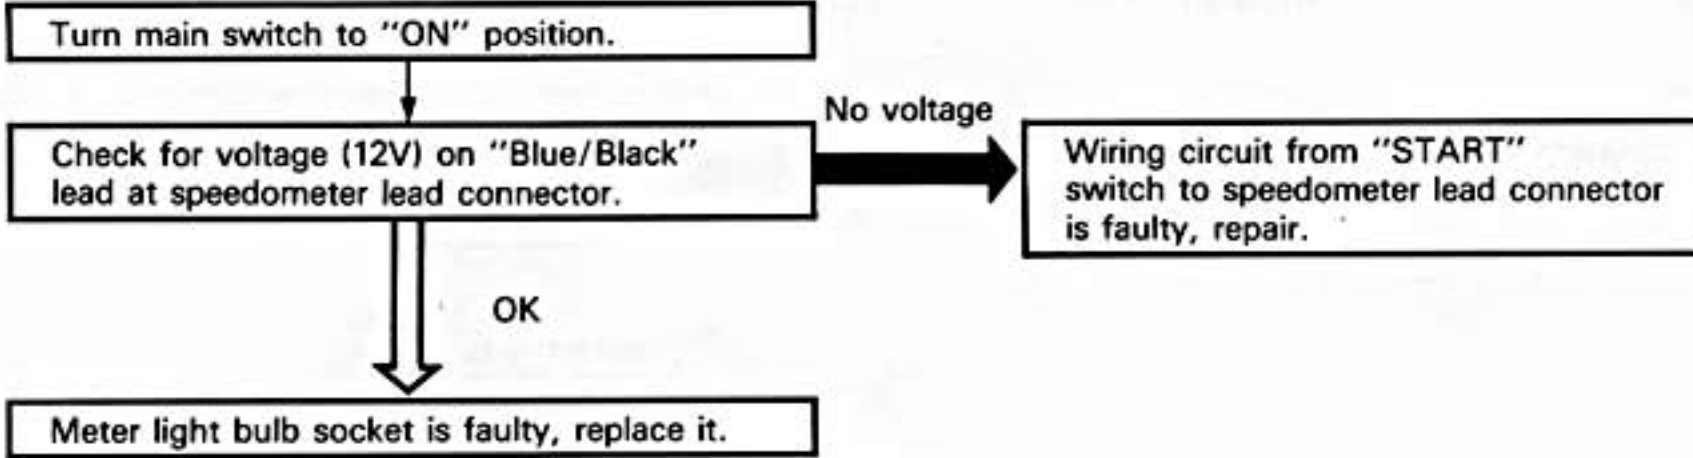 Turn main switch to "ON" position.
No voltage
Check for voltage (12V) on "Blue/Black"
lead at speedometer lead connector.
Wiring circuit from "START"
switch to speedometer lead connector
is faulty, repair.
OK
Meter light bulb socket is faulty, replace it.